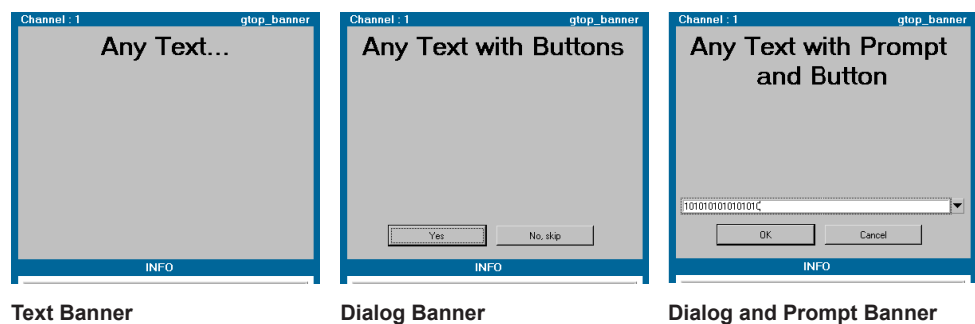 Channel : 1 gtop_banner
Any Text...
INFO
Text Banner
Channel : 1 gtop_banner
Any Text with Buttons
Yes No, skip
INFO
Dialog Banner
Channel : 1 gtop_banner
Any Text with Prompt
and Button
OK Cancel
INFO
Dialog and Prompt Banner